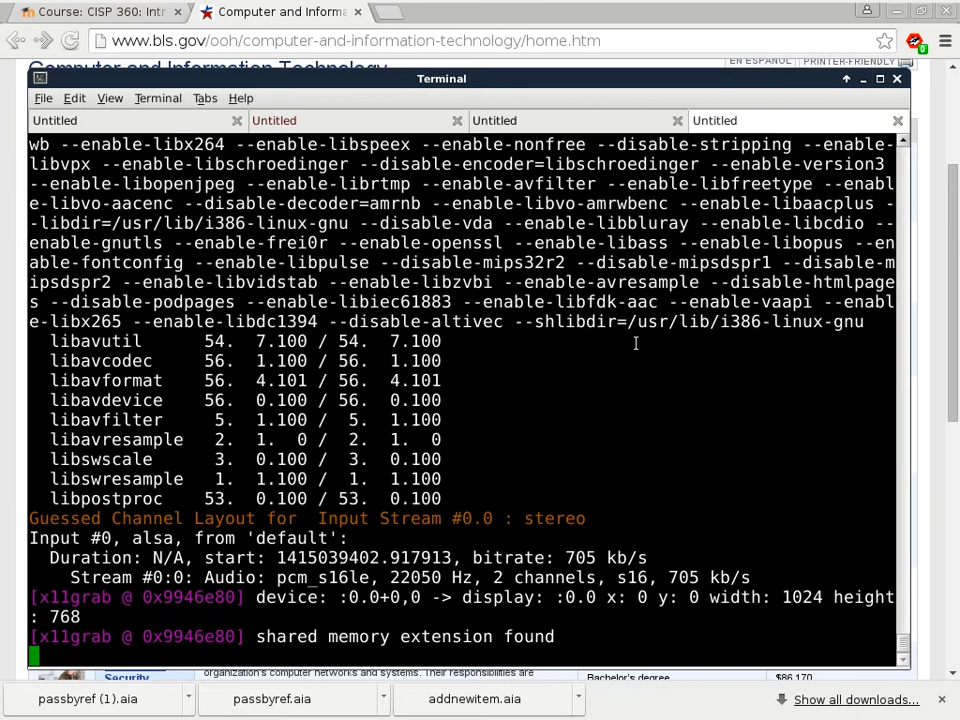 Course: CISP 360: Intr
Computer and Informa
www.bls.gov/ooh/computer-and-information-technology/home.htm
0
Computer and Information Technology
EN ESPAÑOL PRINTER-FRIENDLY
Terminal
File Edit View Terminal Tabs Help
Untitled Untitled Untitled Untitled
wb --enable-libx264 --enable-libspeex --enable-nonfree --disable-stripping --enable-
libvpx --enable-libschroedinger --disable-encoder=libschroedinger --enable-version3
--enable-libopenjpeg --enable-librtmp --enable-avfilter --enable-libfreetype --enabl
e-libvo-aacenc --disable-decoder=amrnb --enable-libvo-amrwbenc --enable-libaacplus -
-libdir=/usr/lib/i386-linux-gnu --disable-vda --enable-libbluray --enable-libcdio --
enable-gnutls --enable-frei0r --enable-openssl --enable-libass --enable-libopus --en
able-fontconfig --enable-libpulse --disable-mips32r2 --disable-mipsdspr1 --disable-m
ipsdspr2 --enable-libvidstab --enable-libzvbi --enable-avresample --disable-htmlpage
s --disable-podpages --enable-libiec61883 --enable-libfdk-aac --enable-vaapi --enabl
e-libx265 --enable-libdc1394 --disable-altivec --shlibdir=/usr/lib/i386-linux-gnu
libavutil 54. 7.100 / 54. 7.100
libavcodec 56. 1.100 / 56. 1.100
libavformat 56. 4.101 / 56. 4.101
libavdevice 56. 0.100 / 56. 0.100
libavfilter 5. 1.100 / 5. 1.100
libavresample 2. 1. 0 / 2. 1. 0
libswscale 3. 0.100 / 3. 0.100
libswresample 1. 1.100 / 1. 1.100
libpostproc 53. 0.100 / 53. 0.100
Guessed Channel Layout for Input Stream #0.0 : stereo
Input #0, alsa, from 'default':
Duration: N/A, start: 1415039402.917913, bitrate: 705 kb/s
Stream #0:0: Audio: pcm_s16le, 22050 Hz, 2 channels, s16, 705 kb/s
[x11grab @ 0x9946e80] device: :0.0+0,0 -> display: :0.0 x: 0 y: 0 width: 1024 height
: 768
[x11grab @ 0x9946e80] shared memory extension found
Security organization's computer networks and systems. Their responsibilities are Bachelor's degree $86,170
passbyref (1).aia passbyref.aia addnewitem.aia Show all downloads...